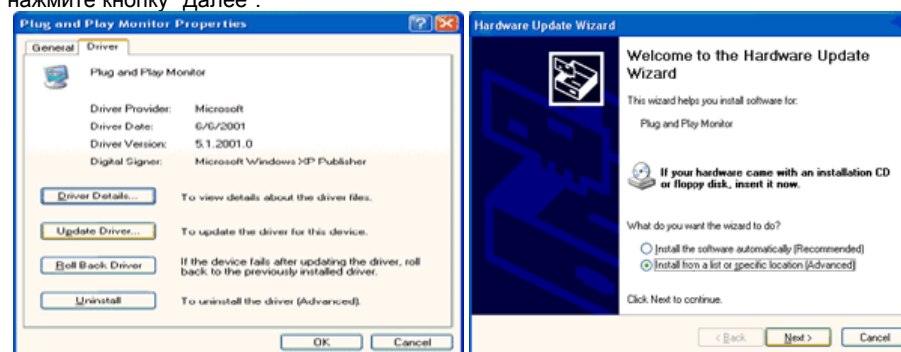 нажмите кнопку "Далее".
Plug and Play Monitor Properties
General Driver
Plug and Play Monitor
Driver Provider: Microsoft
Driver Date: 6/6/2001
Driver Version: 5.1.2001.0
Digital Signer: Microsoft Windows XP Publisher
Driver Details... To view details about the driver files.
Update Driver... To update the driver for this device.
Roll Back Driver If the device fails after updating the driver, roll
back to the previously installed driver.
Uninstall To uninstall the driver (Advanced).
OK Cancel
Hardware Update Wizard
Welcome to the Hardware Update
Wizard
This wizard helps you install software for:
Plug and Play Monitor
If your hardware came with an installation CD
or floppy disk, insert it now.
What do you want the wizard to do?
Install the software automatically (Recommended)
Install from a list or specific location (Advanced)
Click Next to continue.
< Back Next > Cancel